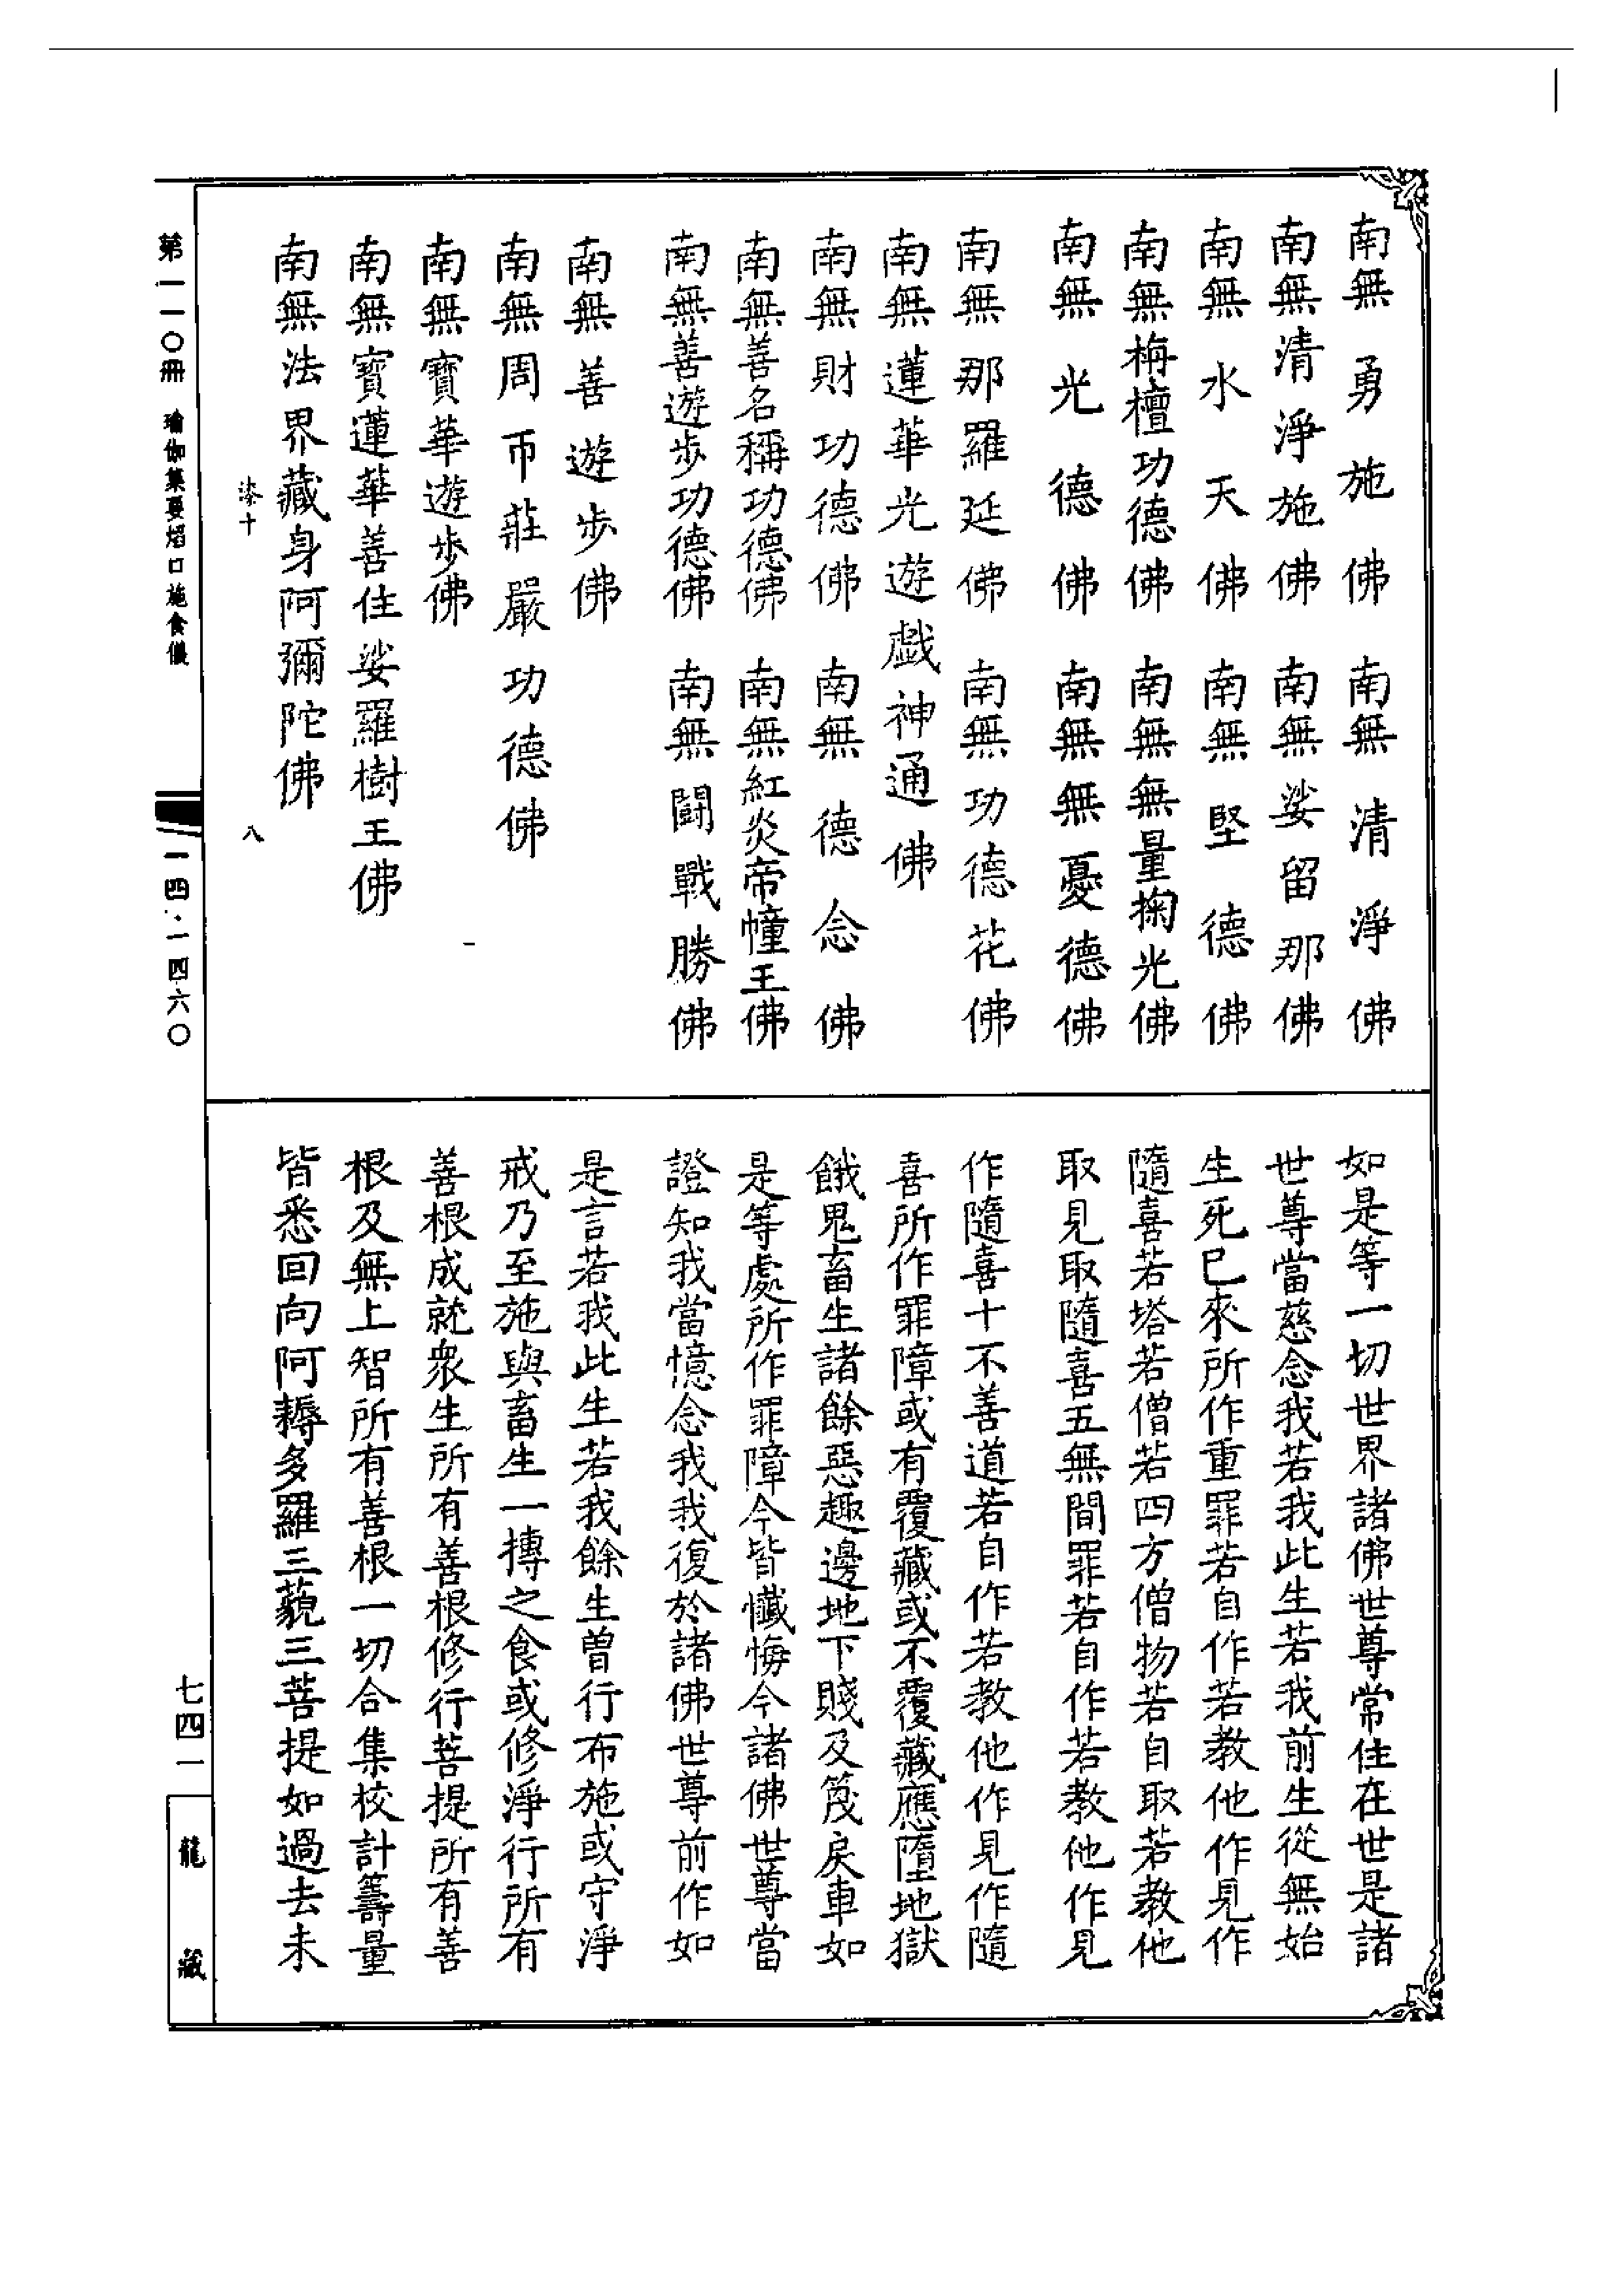 南無勇施佛　南無清淨佛
南無清淨施佛　南無娑留那佛
南無水天佛　南無堅德佛
南無栴檀功德佛　南無無量掬光佛
南無光德佛　南無無憂德佛
南無那羅延佛　南無功德花佛
南無蓮華光遊戲神通佛
南無財功德佛　南無德念佛
南無善名稱功德佛　南無紅炎帝幢王佛
南無善遊步功德佛　南無鬪戰勝佛
南無善遊步佛
南無周帀莊嚴功德佛
南無寶華遊步佛
南無寶蓮華善住娑羅樹王佛
南無法界藏身阿彌陀佛
漆十　八
如是等一切世界諸佛世尊常住在世是諸
世尊當慈念我若我此生若我前生從無始
生死已來所作重罪若自作若教他作見作
隨喜若塔若僧若四方僧物若自取若教他
取見取隨喜五無間罪若自作若教他作見
作隨喜十不善道若自作若教他作見作隨
喜所作罪障或有覆藏或不覆藏應墮地獄
餓鬼畜生諸餘惡趣邊地下賤及篾戾車如
是等處所作罪障今皆懺悔今諸佛世尊當
證知我當憶念我我復於諸佛世尊前作如
是言若我此生若我餘生曾行布施或守淨
戒乃至施與畜生一摶之食或修淨行所有
善根成就眾生所有善根修行菩提所有善
根及無上智所有善根一切合集校計籌量
皆悉回向阿耨多羅三藐三菩提如過去未
第一一〇冊　瑜伽集要焰口施食儀
一四·一四六〇
七四一
龍藏